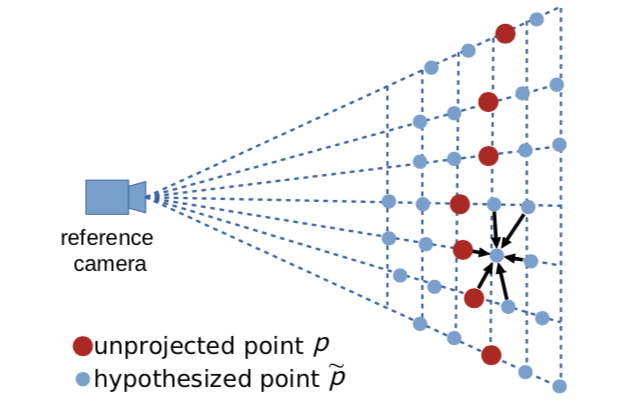 reference
camera
unprojected point p
hypothesized point p̃